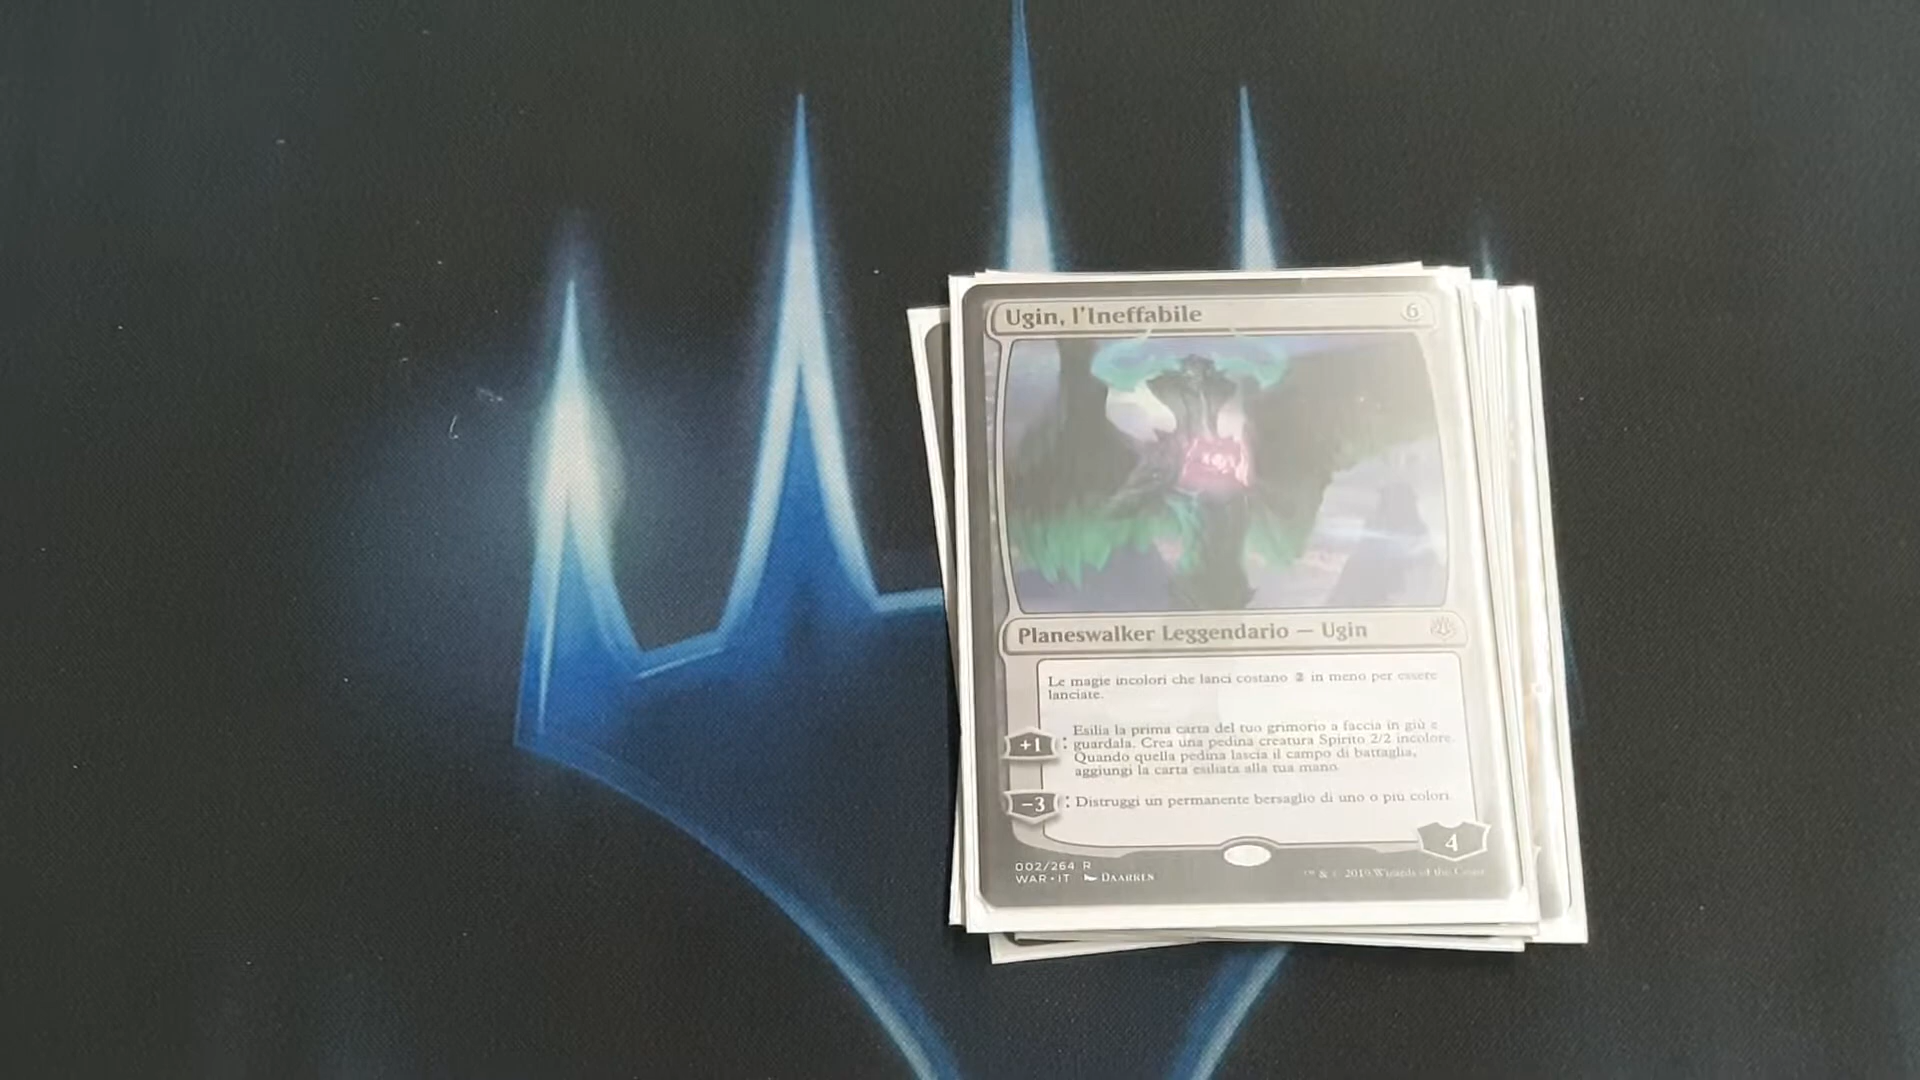 Ugin, l'Ineffabile 6
Planeswalker Leggendario — Ugin
Le magie incolori che lanci costano 2 in meno per essere
lanciate.
+1: Esilia la prima carta del tuo grimorio a faccia in giù e
guardala. Crea una pedina creatura Spirito 2/2 incolore.
Quando quella pedina lascia il campo di battaglia,
aggiungi la carta esiliata alla tua mano.
−3: Distruggi un permanente bersaglio di uno o più colori.
4
002/264 R
WAR • IT DAARKEN
™ & © 2019 Wizards of the Coast